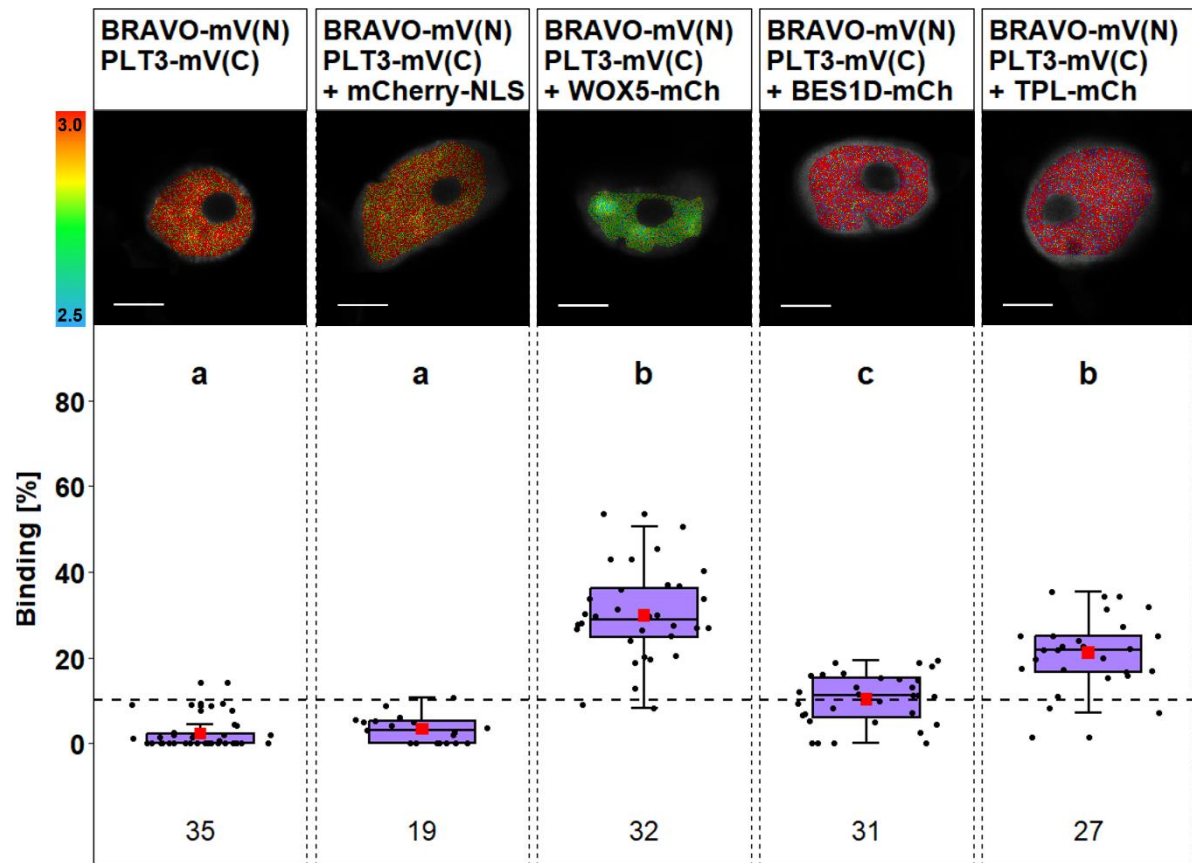 BRAVO-mV(N)
PLT3-mV(C)
BRAVO-mV(N)
PLT3-mV(C)
+ mCherry-NLS
BRAVO-mV(N)
PLT3-mV(C)
+ WOX5-mCh
BRAVO-mV(N)
PLT3-mV(C)
+ BES1D-mCh
BRAVO-mV(N)
PLT3-mV(C)
+ TPL-mCh
3.0
2.5
a
a
b
c
b
Binding [%]
80
60
40
20
0
35
19
32
31
27